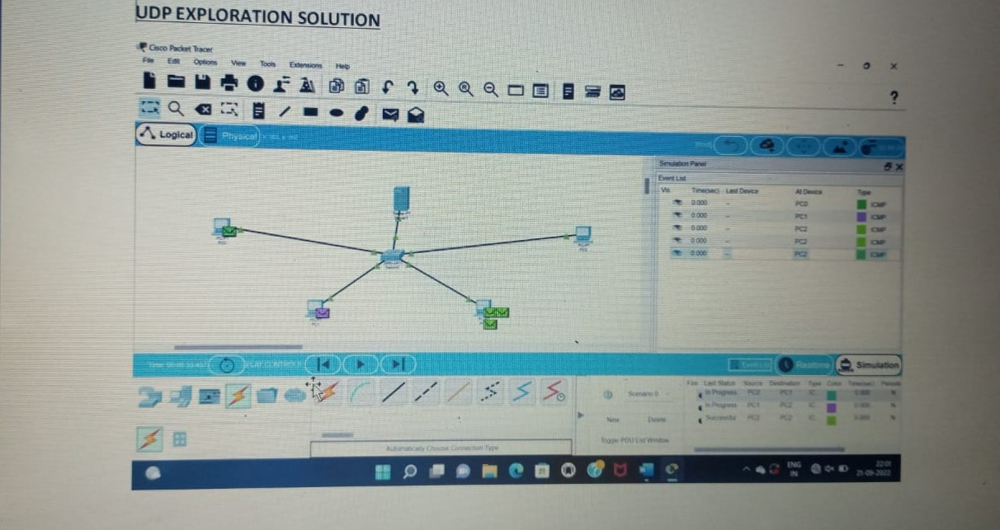 UDP EXPLORATION SOLUTION
Cisco Packet Tracer
File Edit Options View Tools Extensions Help
?
Logical Physical
Simulation Panel
Event List
Vis. Time(sec) Last Device At Device Type
0.000 -- PC0 ICMP
0.000 -- PC1 ICMP
0.000 -- PC2 ICMP
0.000 -- PC2 ICMP
0.000 -- PC2 ICMP
PLAY CONTROLS
Event List Realtime Simulation
Fire Last Status Source Destination Type Color Time(sec) Periodic
In Progress PC0 PC1 IC... 0.000 N
In Progress PC1 PC2 IC... 0.000 N
Successful PC2 PC2 IC... 0.000 N
Scenario 0
New Delete
Toggle PDU List Window
Automatically Choose Connection Type
ENG
IN
22:01
21-09-2022